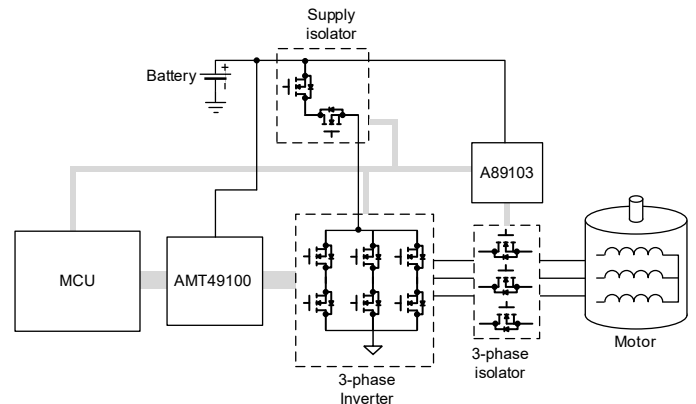 Supply
isolator
Battery
+
-
A89103
MCU
AMT49100
3-phase
Inverter
3-phase
isolator
Motor